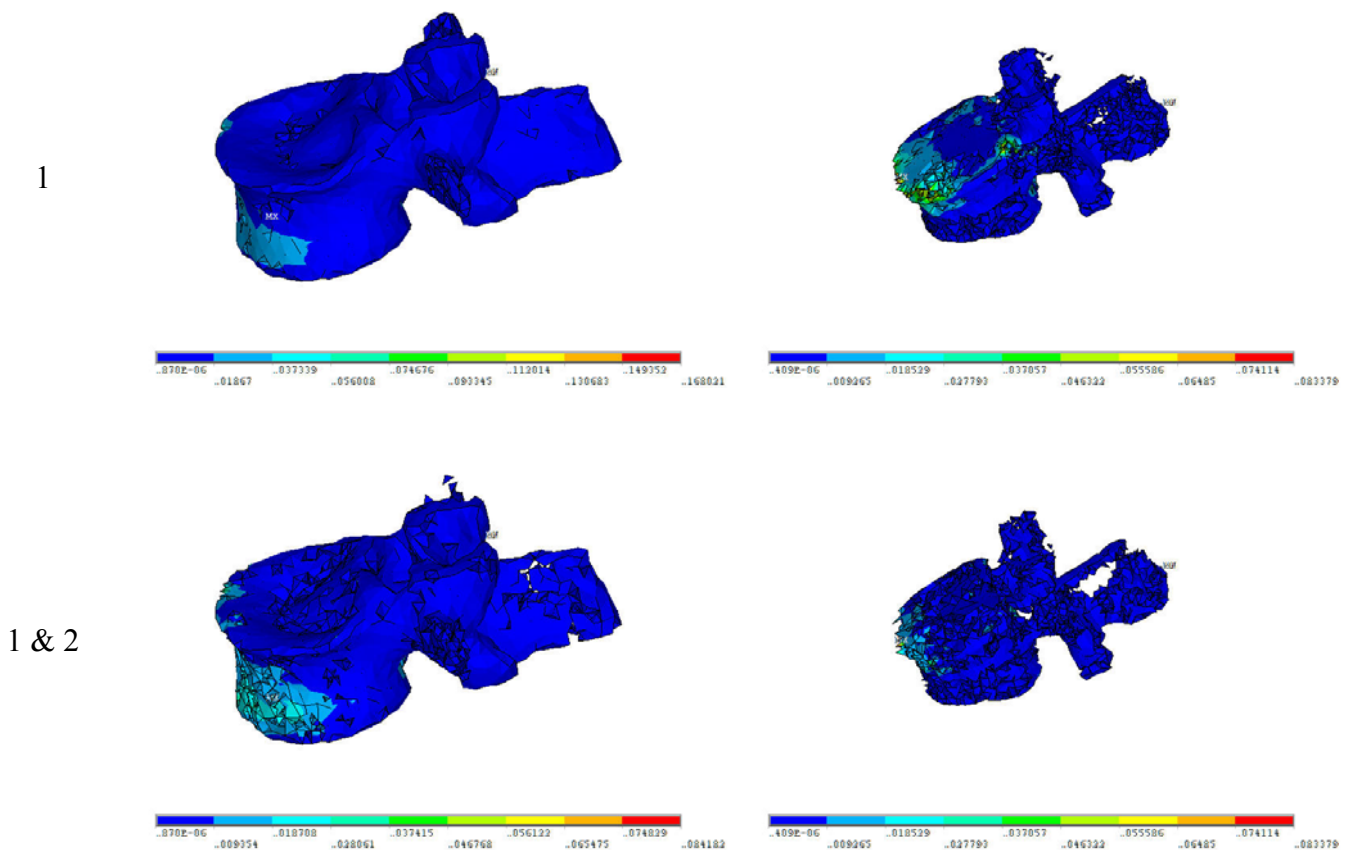 1
MX
..870E-06 ..037339 ..074676 ..112014 ..149352
..01867 ..056008 ..093345 ..130683 ..168021
..409E-06 ..018529 ..037057 ..055586 ..074114
..009265 ..027793 ..046322 ..06485 ..083379
1 & 2
..870E-06 ..018708 ..037415 ..056122 ..074829
..009354 ..028061 ..046768 ..065475 ..084182
..409E-06 ..018529 ..037057 ..055586 ..074114
..009265 ..027793 ..046322 ..06485 ..083379